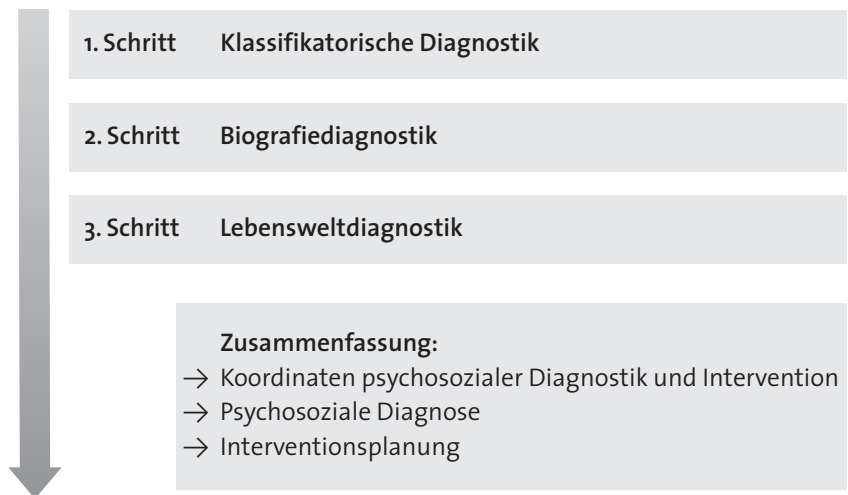 1. Schritt Klassifikatorische Diagnostik
2. Schritt Biografiediagnostik
3. Schritt Lebensweltdiagnostik
Zusammenfassung:
→ Koordinaten psychosozialer Diagnostik und Intervention
→ Psychosoziale Diagnose
→ Interventionsplanung